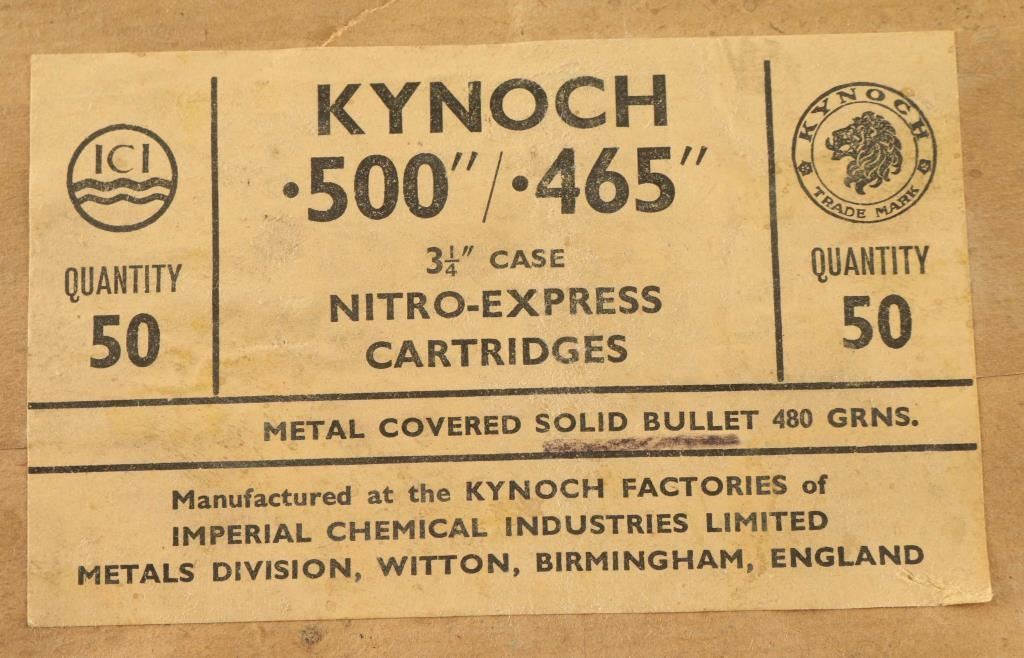 ICI
QUANTITY
50
KYNOCH
·500″/·465″
3¼″ CASE
NITRO-EXPRESS
CARTRIDGES
KYNOCH
TRADE MARK
QUANTITY
50
METAL COVERED SOLID BULLET 480 GRNS.
Manufactured at the KYNOCH FACTORIES of
IMPERIAL CHEMICAL INDUSTRIES LIMITED
METALS DIVISION, WITTON, BIRMINGHAM, ENGLAND